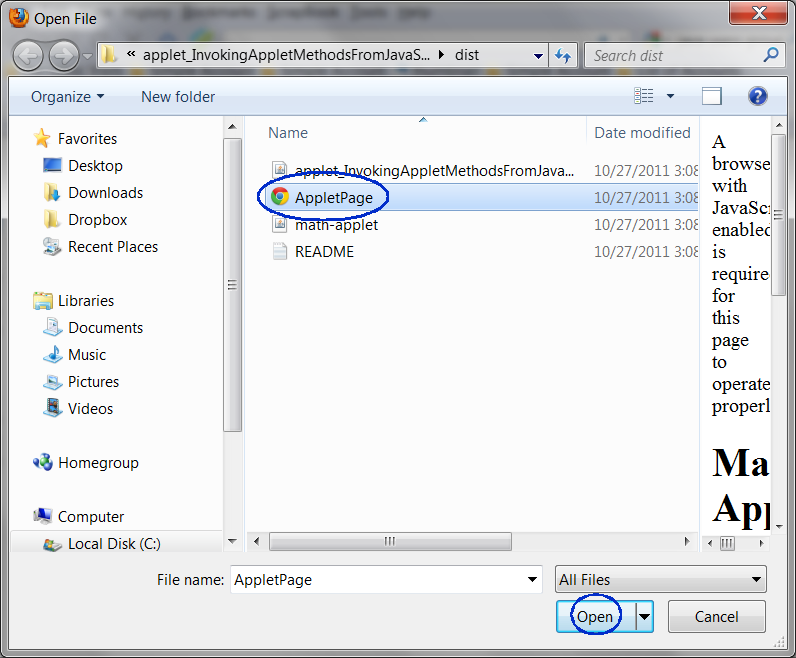 Open File
« applet_InvokingAppletMethodsFromJavaS... dist
Search dist
Organize New folder
Favorites
Desktop
Downloads
Dropbox
Recent Places
Libraries
Documents
Music
Pictures
Videos
Homegroup
Computer
Local Disk (C:)
Name Date modified
applet_InvokingAppletMethodsFromJava... 10/27/2011 3:08
AppletPage 10/27/2011 3:08
math-applet 10/27/2011 3:08
README 10/27/2011 3:08
A
browse
with
JavaSc
enabled
is
require
for
this
page
to
operate
properl
Ma
App
File name: AppletPage All Files
Open Cancel